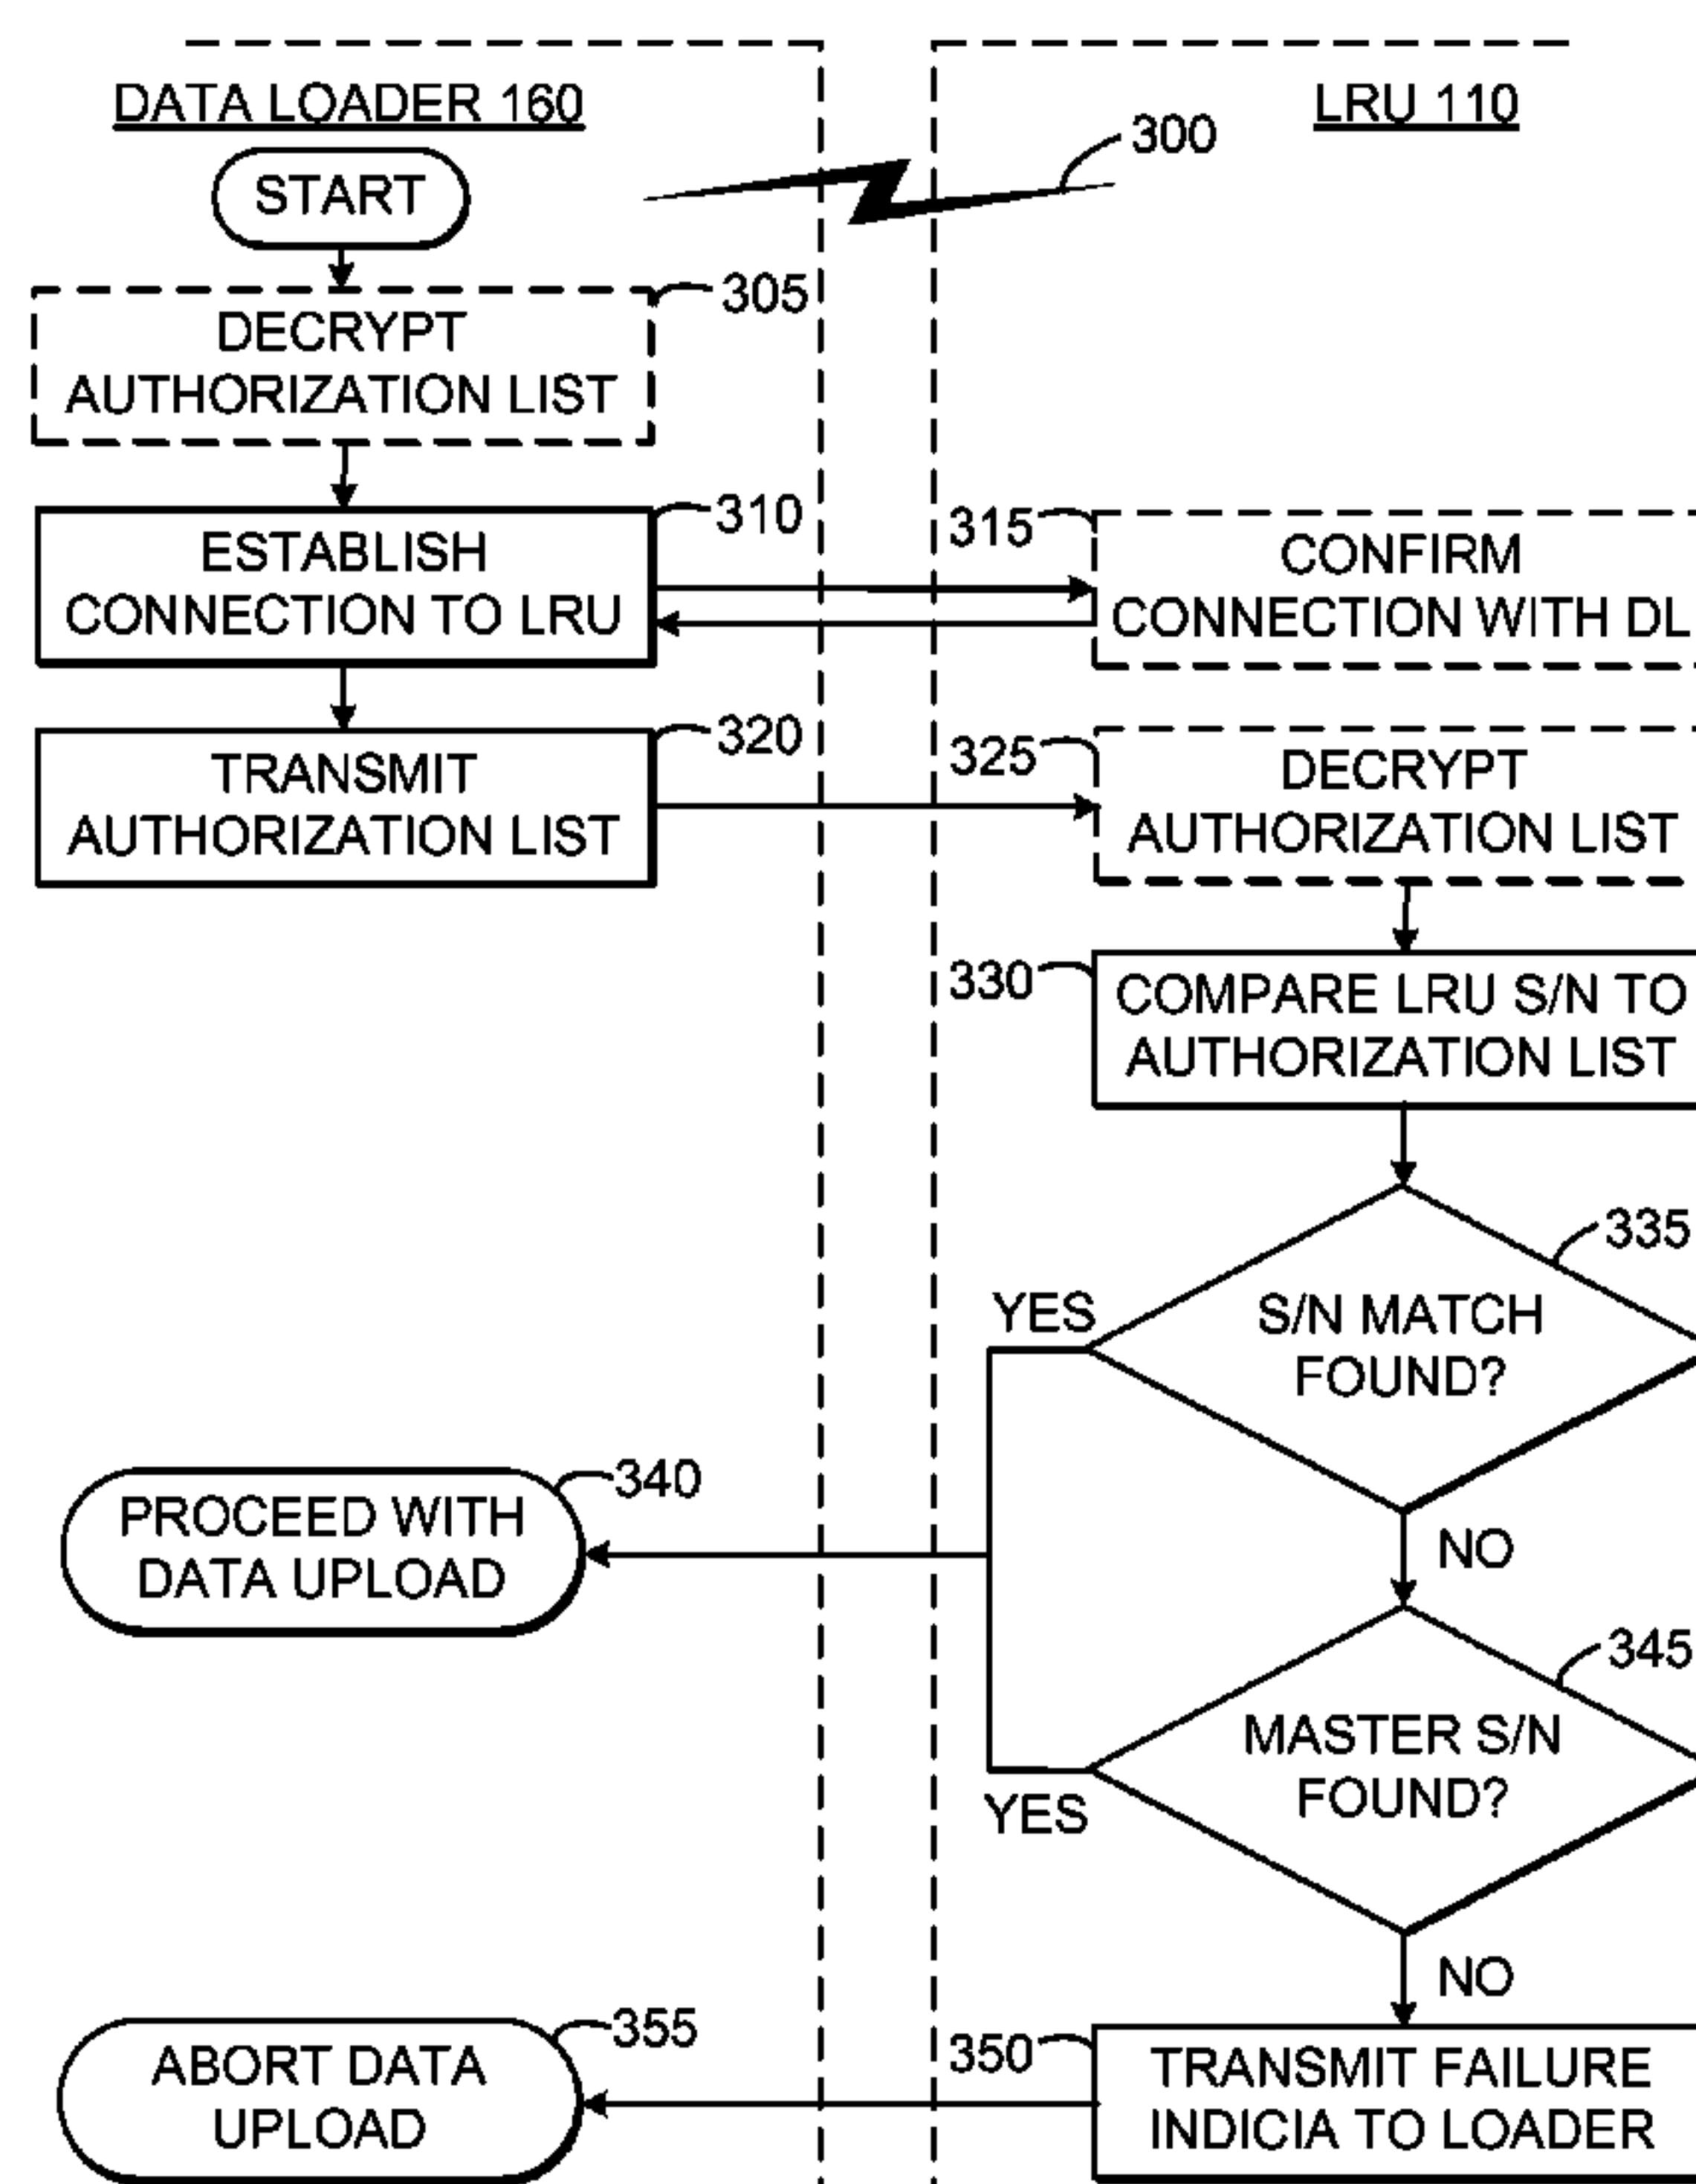 DATA LOADER 160
LRU 110
300
START
305
DECRYPT
AUTHORIZATION LIST
310
ESTABLISH
CONNECTION TO LRU
315
CONFIRM
CONNECTION WITH DL
320
TRANSMIT
AUTHORIZATION LIST
325
DECRYPT
AUTHORIZATION LIST
330
COMPARE LRU S/N TO
AUTHORIZATION LIST
335
S/N MATCH
FOUND?
YES
NO
340
PROCEED WITH
DATA UPLOAD
345
MASTER S/N
FOUND?
YES
NO
350
TRANSMIT FAILURE
INDICIA TO LOADER
355
ABORT DATA
UPLOAD